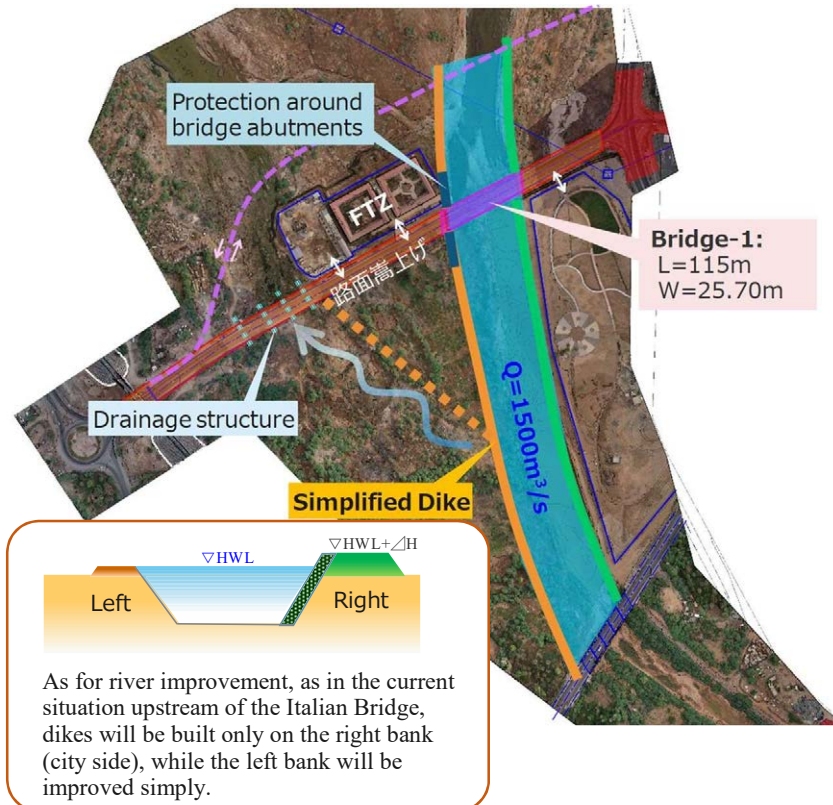 Protection around
bridge abutments
FTZ
路面嵩上げ
Bridge-1:
L=115m
W=25.70m
Drainage structure
Q=1500m³/s
Simplified Dike
▽HWL
▽HWL+⊿H
Left
Right
As for river improvement, as in the current
situation upstream of the Italian Bridge,
dikes will be built only on the right bank
(city side), while the left bank will be
improved simply.